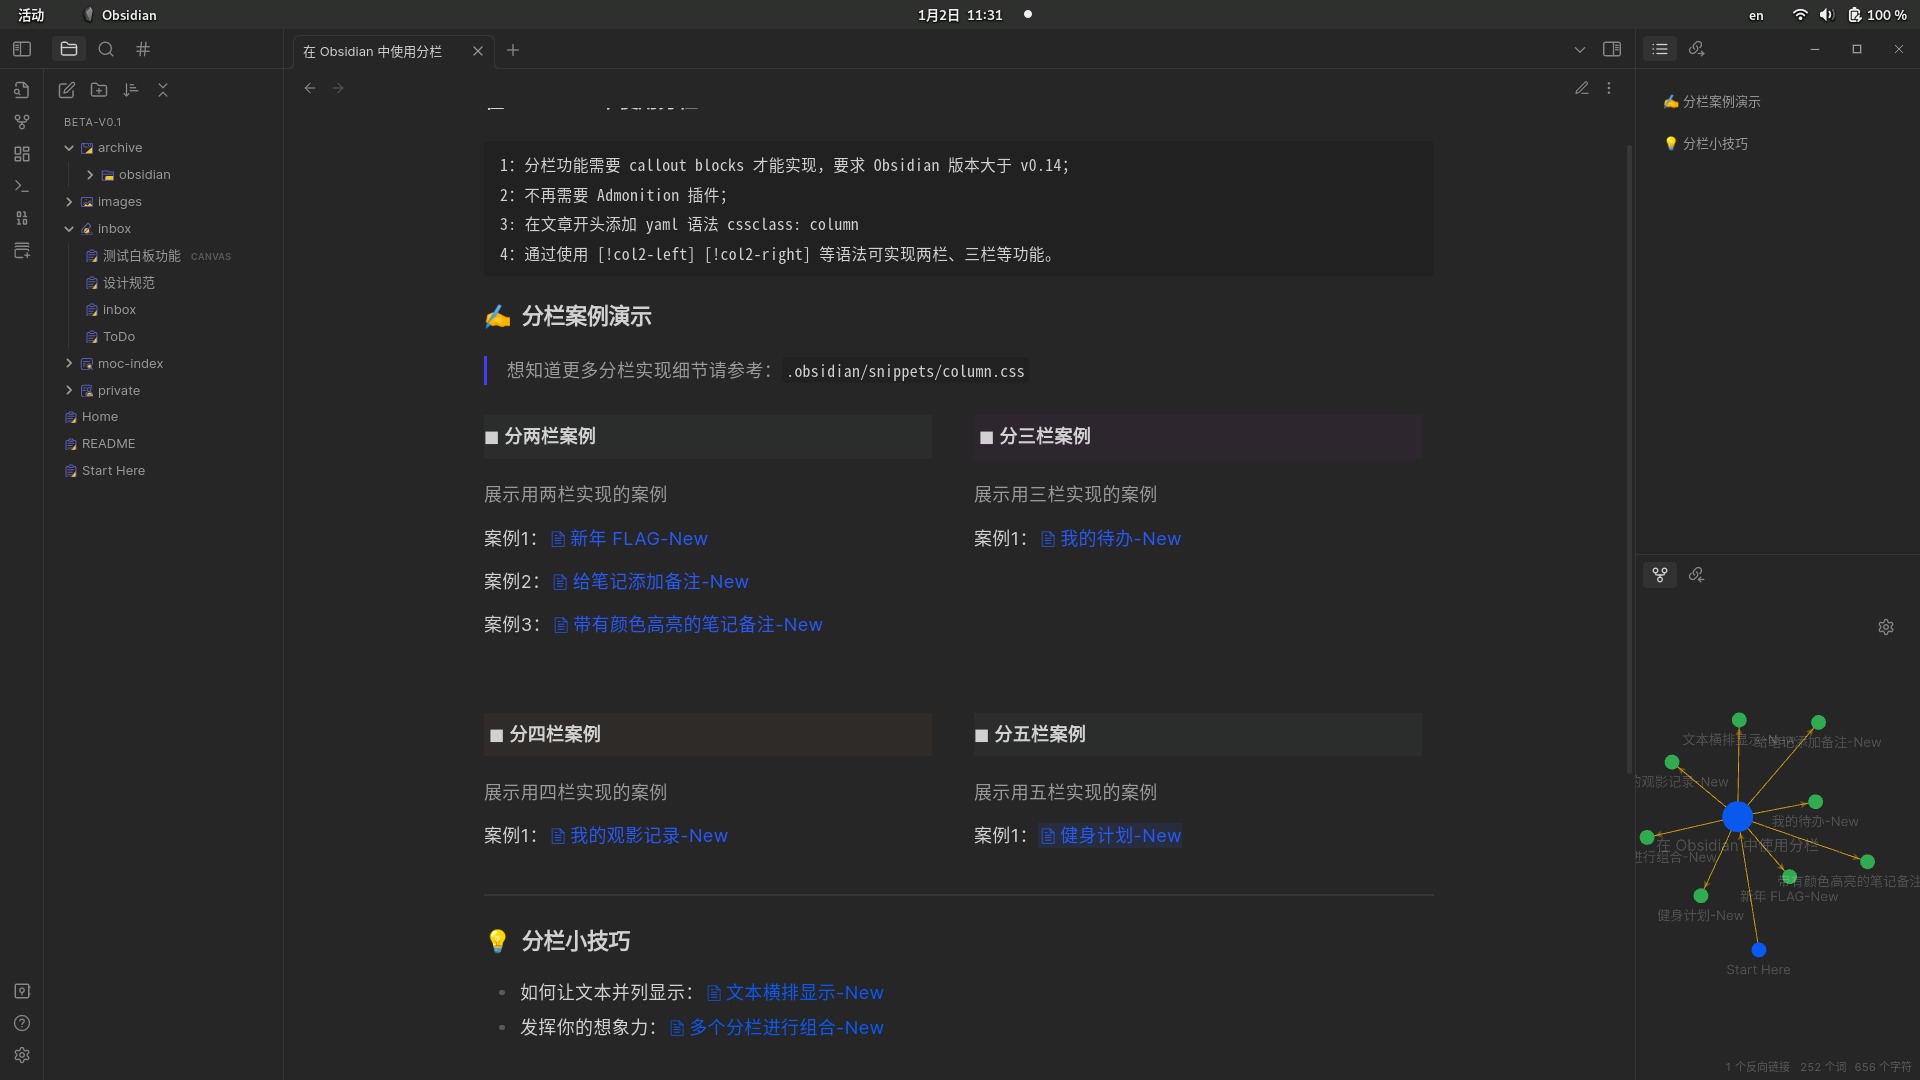 活动
Obsidian
1月2日 11:31
en
100 %
在 Obsidian 中使用分栏
BETA-V0.1
archive
obsidian
images
inbox
测试白板功能 CANVAS
设计规范
inbox
ToDo
moc-index
private
Home
README
Start Here
1: 分栏功能需要 callout blocks 才能实现，要求 Obsidian 版本大于 v0.14；
2: 不再需要 Admonition 插件；
3: 在文章开头添加 yaml 语法 cssclass: column
4: 通过使用 [!col2-left] [!col2-right] 等语法可实现两栏、三栏等功能。
✍️ 分栏案例演示
想知道更多分栏实现细节请参考： .obsidian/snippets/column.css
■ 分两栏案例
展示用两栏实现的案例
案例1： 新年 FLAG-New
案例2： 给笔记添加备注-New
案例3： 带有颜色高亮的笔记备注-New
■ 分三栏案例
展示用三栏实现的案例
案例1： 我的待办-New
■ 分四栏案例
展示用四栏实现的案例
案例1： 我的观影记录-New
■ 分五栏案例
展示用五栏实现的案例
案例1： 健身计划-New
💡 分栏小技巧
• 如何让文本并列显示： 文本横排显示-New
• 发挥你的想象力： 多个分栏进行组合-New
✍️ 分栏案例演示
💡 分栏小技巧
文本横排显示-New
给笔记添加备注-New
观影记录-New
我的待办-New
在 Obsidian 中使用分栏
进行组合-New
带有颜色高亮的笔记备注
新年 FLAG-New
健身计划-New
Start Here
1 个反向链接 252 个词 656 个字符